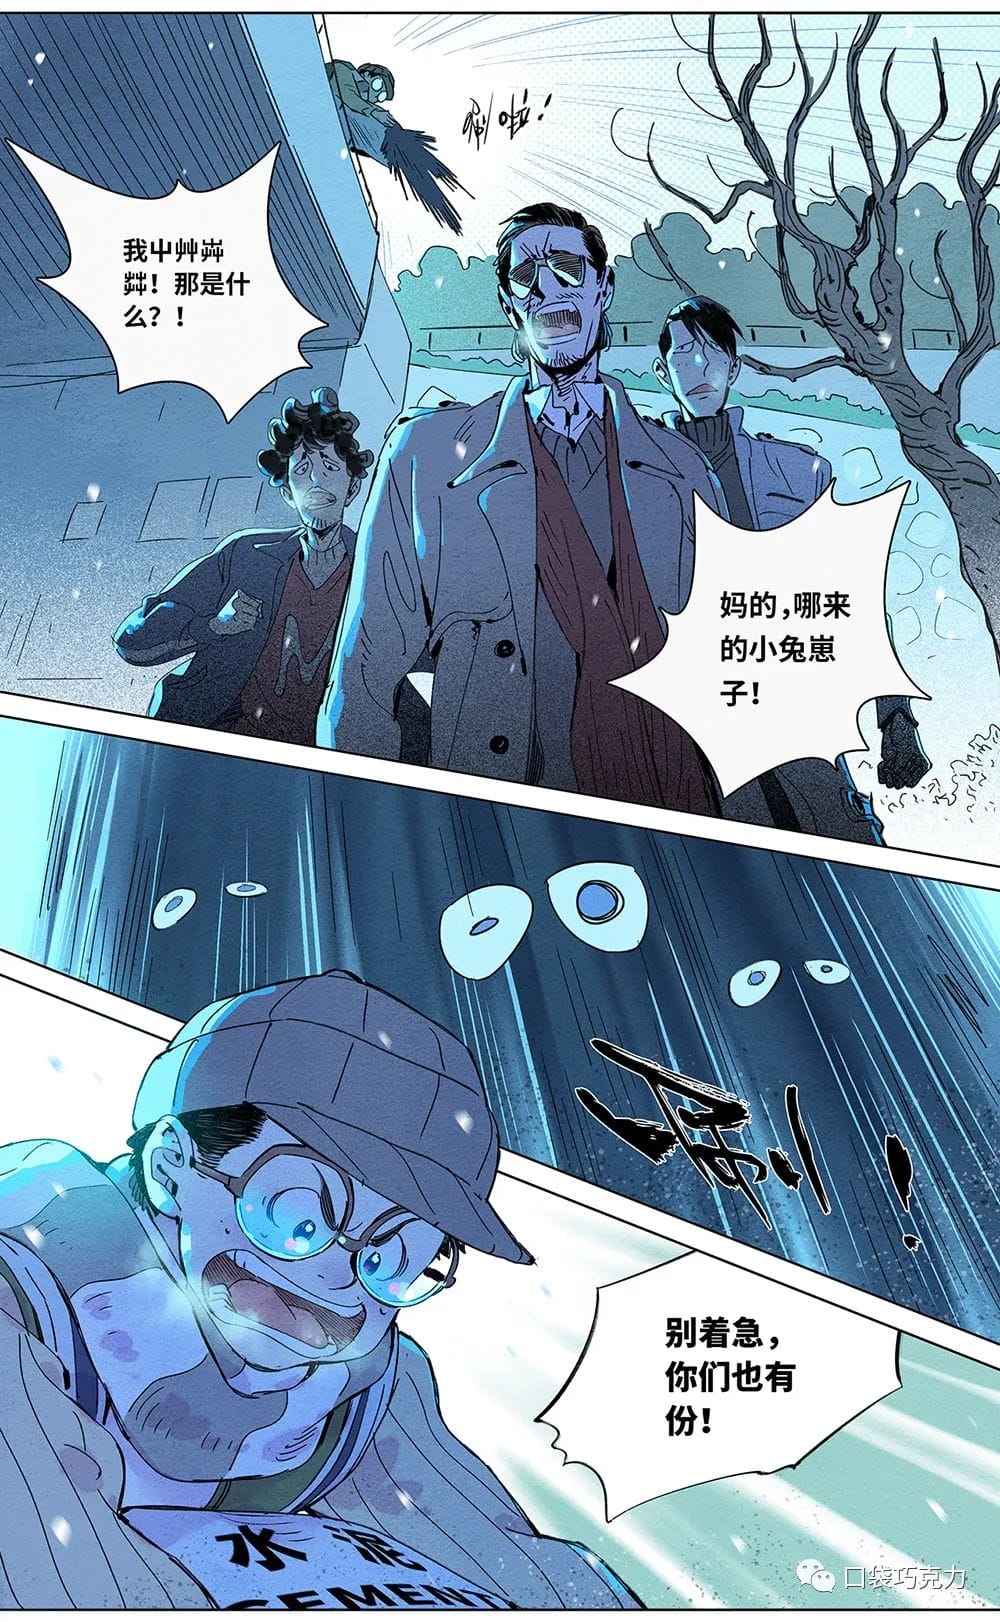 唰啦！
我屮艸芔
茻！那是什
么？！
妈的，哪来
的小兔崽
子！
别着急，
你们也有
份！
水泥
CEMENT
口袋巧克力